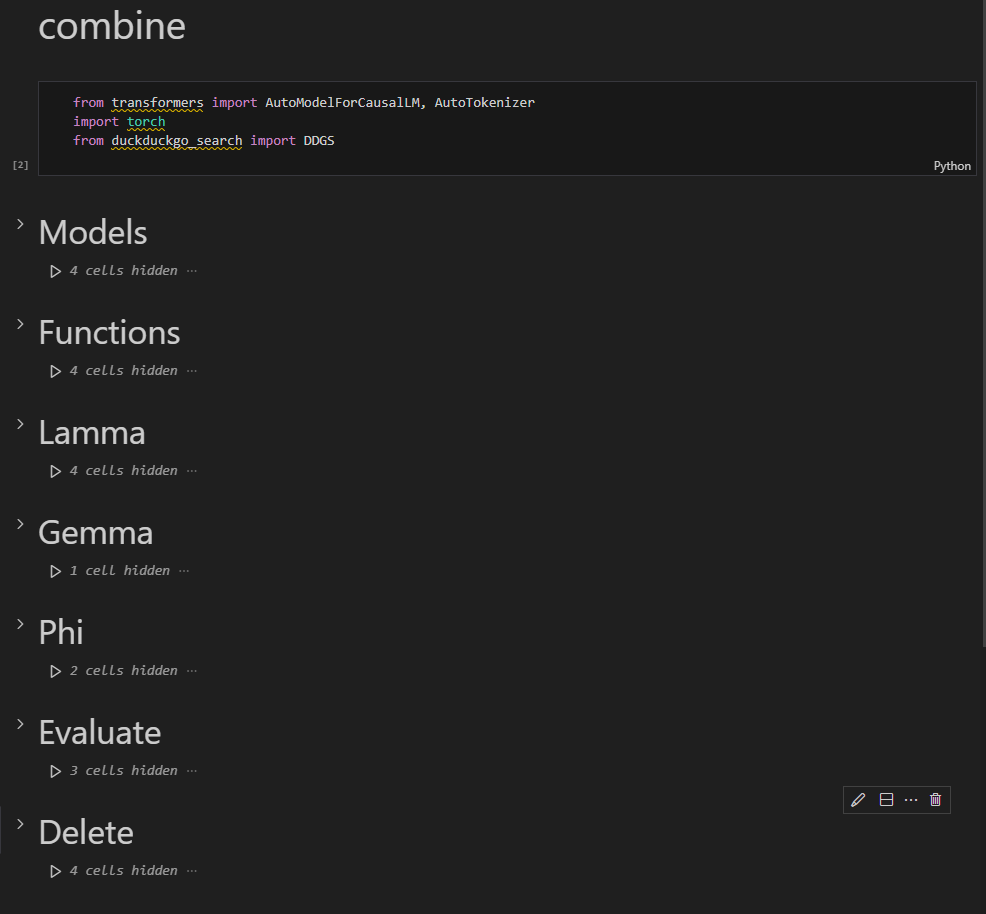 combine
from transformers import AutoModelForCausalLM, AutoTokenizer
import torch
from duckduckgo_search import DDGS
[2]
Python
Models
4 cells hidden ···
Functions
4 cells hidden ···
Lamma
4 cells hidden ···
Gemma
1 cell hidden ···
Phi
2 cells hidden ···
Evaluate
3 cells hidden ···
Delete
4 cells hidden ···